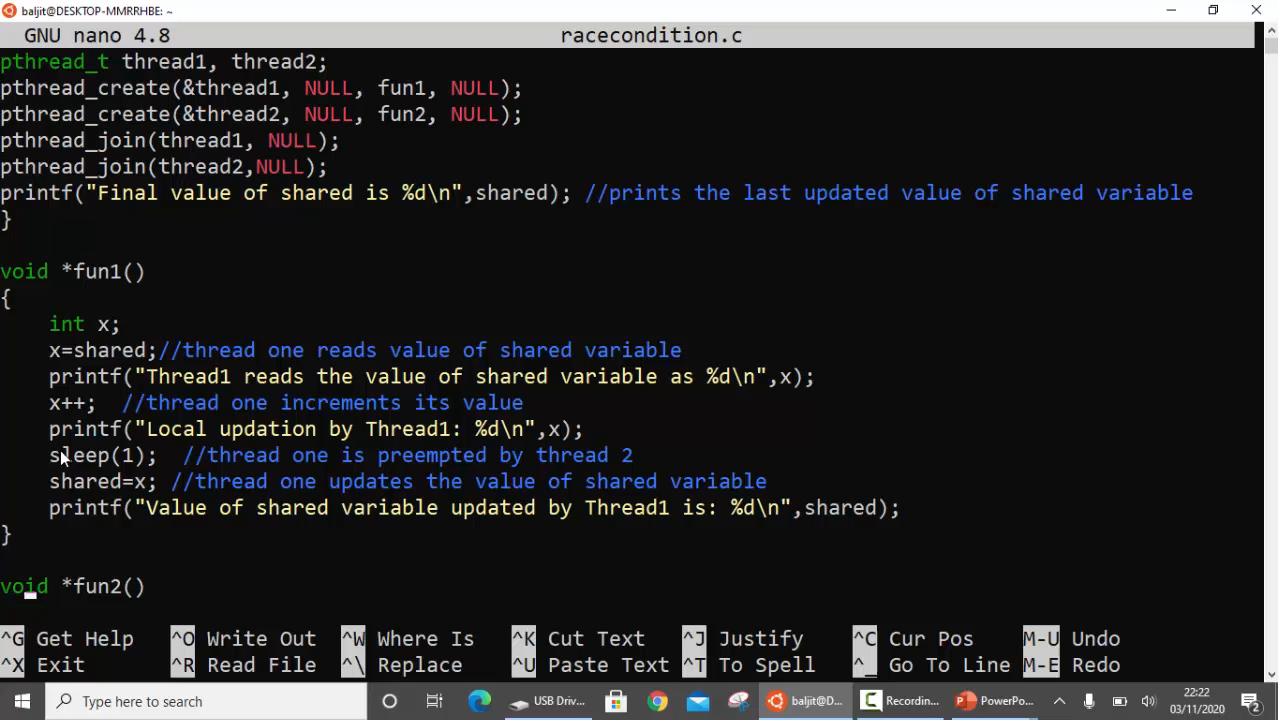 baljit@DESKTOP-MMRRHBE: ~
GNU nano 4.8 racecondition.c
pthread_t thread1, thread2;
pthread_create(&thread1, NULL, fun1, NULL);
pthread_create(&thread2, NULL, fun2, NULL);
pthread_join(thread1, NULL);
pthread_join(thread2,NULL);
printf("Final value of shared is %d\n",shared); //prints the last updated value of shared variable
}
void *fun1()
{
int x;
x=shared;//thread one reads value of shared variable
printf("Thread1 reads the value of shared variable as %d\n",x);
x++; //thread one increments its value
printf("Local updation by Thread1: %d\n",x);
sleep(1); //thread one is preempted by thread 2
shared=x; //thread one updates the value of shared variable
printf("Value of shared variable updated by Thread1 is: %d\n",shared);
}
void *fun2()
^G Get Help ^O Write Out ^W Where Is ^K Cut Text ^J Justify ^C Cur Pos M-U Undo
^X Exit ^R Read File ^\ Replace ^U Paste Text ^T To Spell ^_ Go To Line M-E Redo
Type here to search USB Driv... baljit@D... Recordin... PowerPo... 22:22
03/11/2020 2